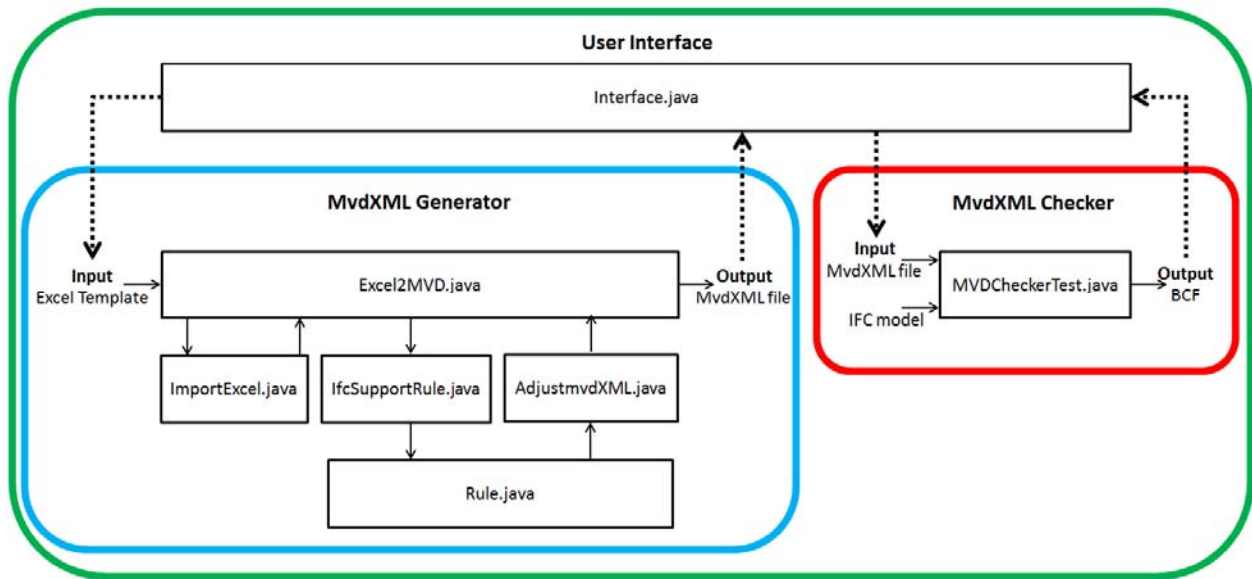 User Interface
Interface.java
MvdXML Generator
Input
Excel Template
Excel2MVD.java
Output
MvdXML file
ImportExcel.java
IfcSupportRule.java
AdjustmvdXML.java
Rule.java
MvdXML Checker
Input
MvdXML file
IFC model
MVDCheckerTest.java
Output
BCF